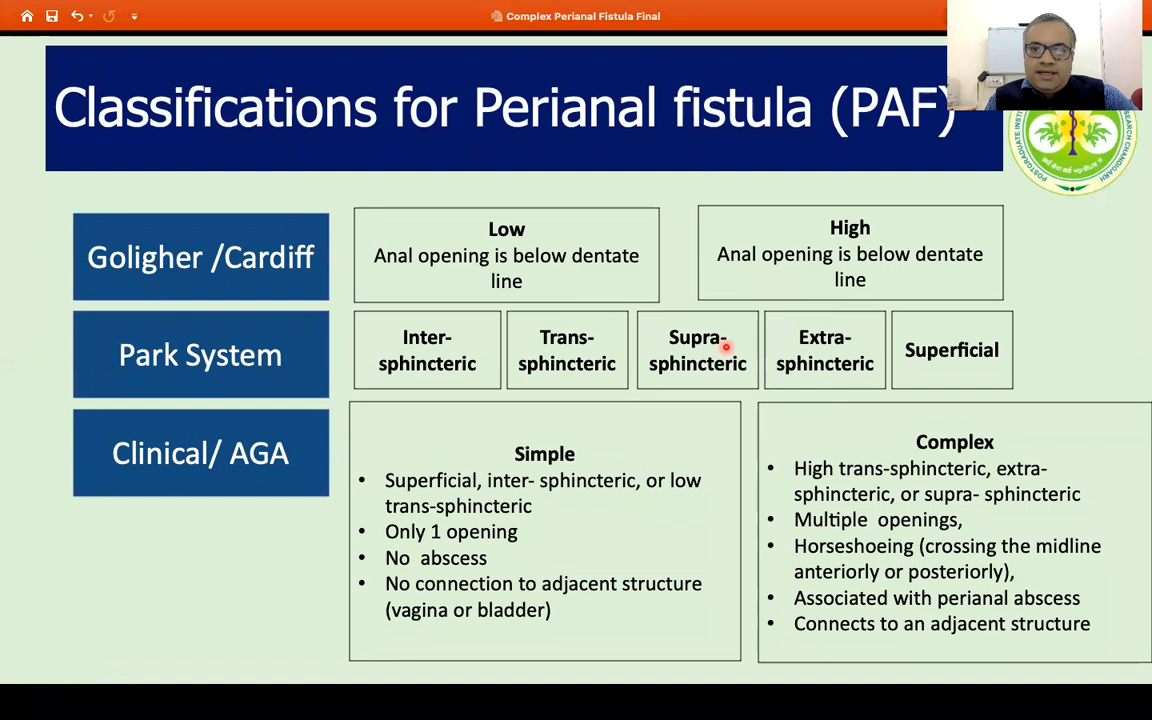 Complex Perianal Fistula Final
Classifications for Perianal fistula (PAF)
POSTGRADUATE INSTI
RESEARCH CHANDIGARH
Goligher /Cardiff
Low
Anal opening is below dentate
line
High
Anal opening is below dentate
line
Park System
Inter-
sphincteric
Trans-
sphincteric
Supra-
sphincteric
Extra-
sphincteric
Superficial
Clinical/ AGA
Simple
• Superficial, inter- sphincteric, or low
trans-sphincteric
• Only 1 opening
• No abscess
• No connection to adjacent structure
(vagina or bladder)
Complex
• High trans-sphincteric, extra-
sphincteric, or supra- sphincteric
• Multiple openings,
• Horseshoeing (crossing the midline
anteriorly or posteriorly),
• Associated with perianal abscess
• Connects to an adjacent structure